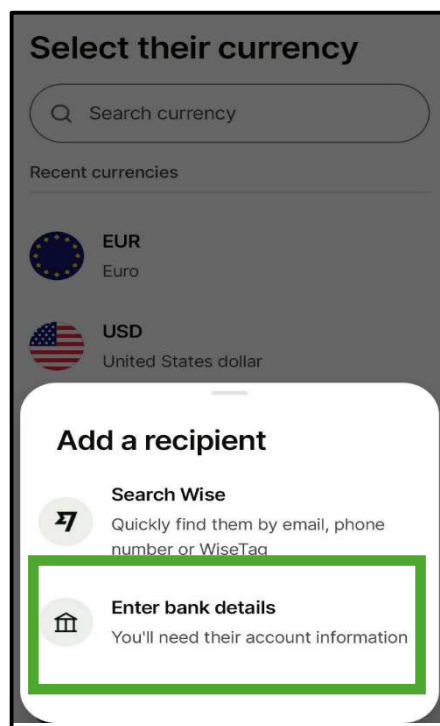 Select their currency
Search currency
Recent currencies
EUR
Euro
USD
United States dollar
Add a recipient
Search Wise
Quickly find them by email, phone
number or WiseTag
Enter bank details
You'll need their account information